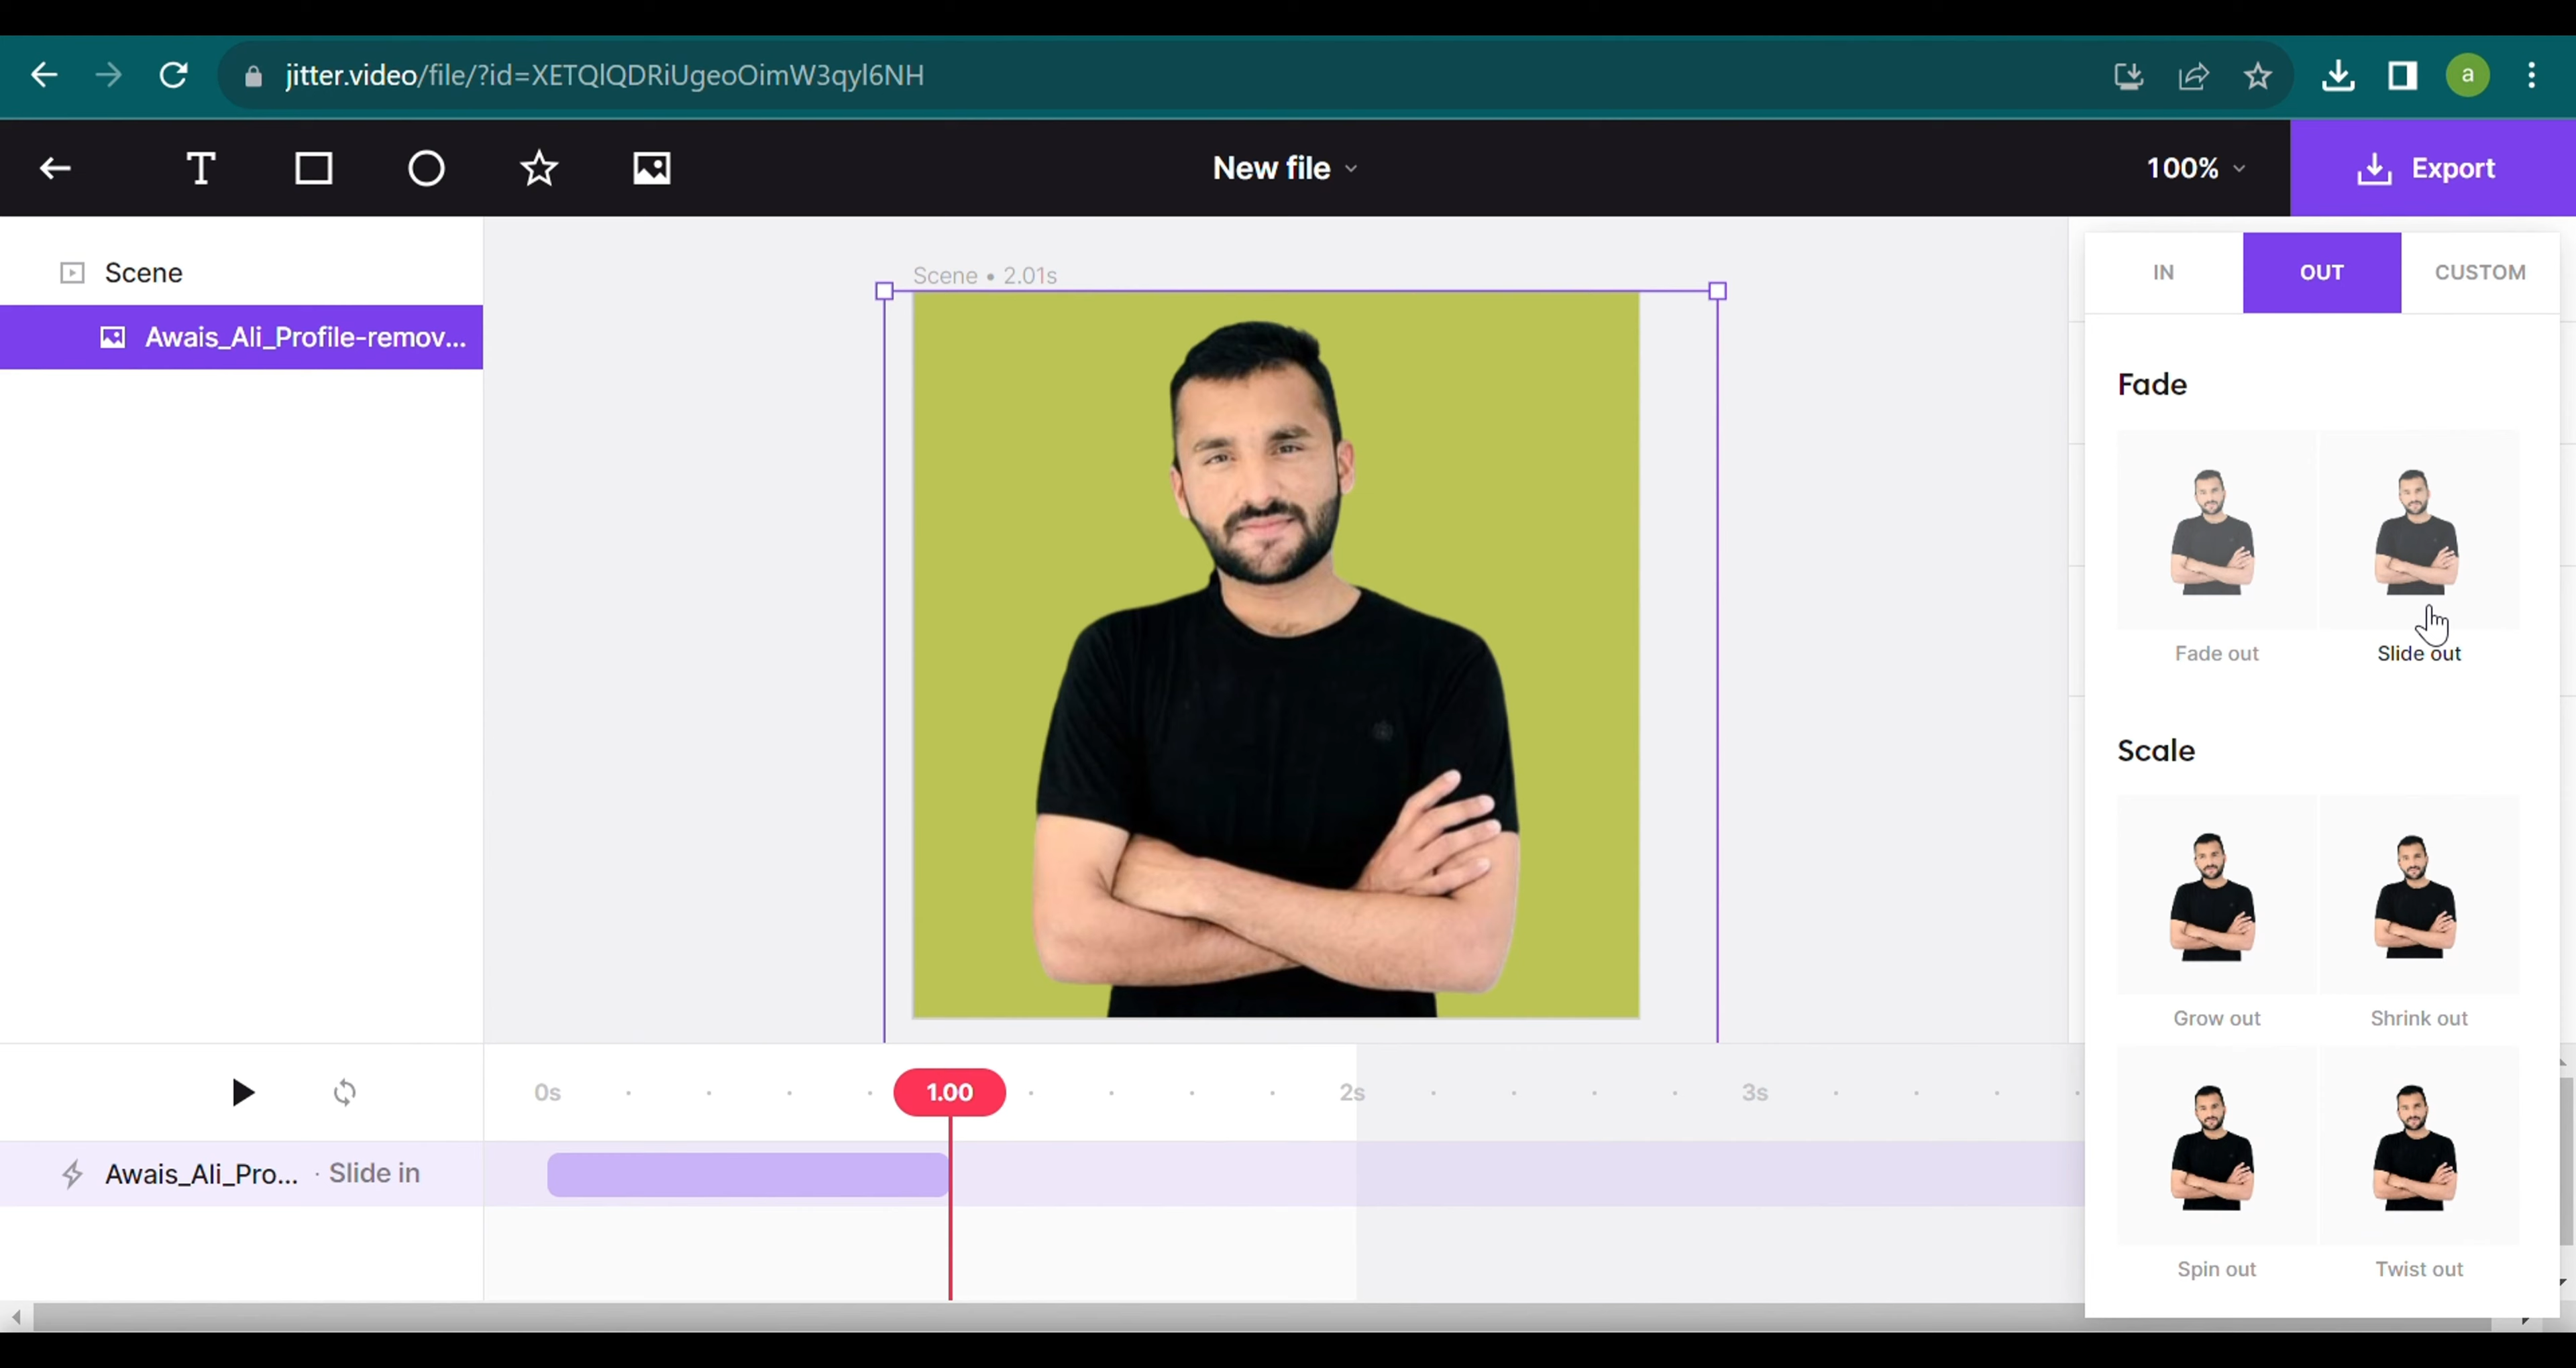 jitter.video/file/?id=XETQlQDRiUgeoOimW3qyl6NH
a
New file
100%
Export
Scene
Awais_Ali_Profile-remov...
Scene • 2.01s
IN
OUT
CUSTOM
Fade
Fade out
Slide out
Scale
Grow out
Shrink out
Spin out
Twist out
0s
1.00
2s
3s
Awais_Ali_Pro... · Slide in